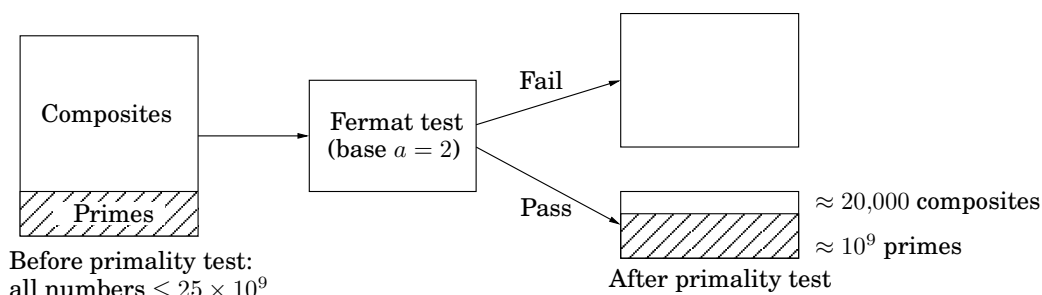 Composites
Primes
Before primality test:
all numbers ≤ 25 × 10⁹
Fermat test
(base a = 2)
Fail
Pass
≈ 20,000 composites
≈ 10⁹ primes
After primality test